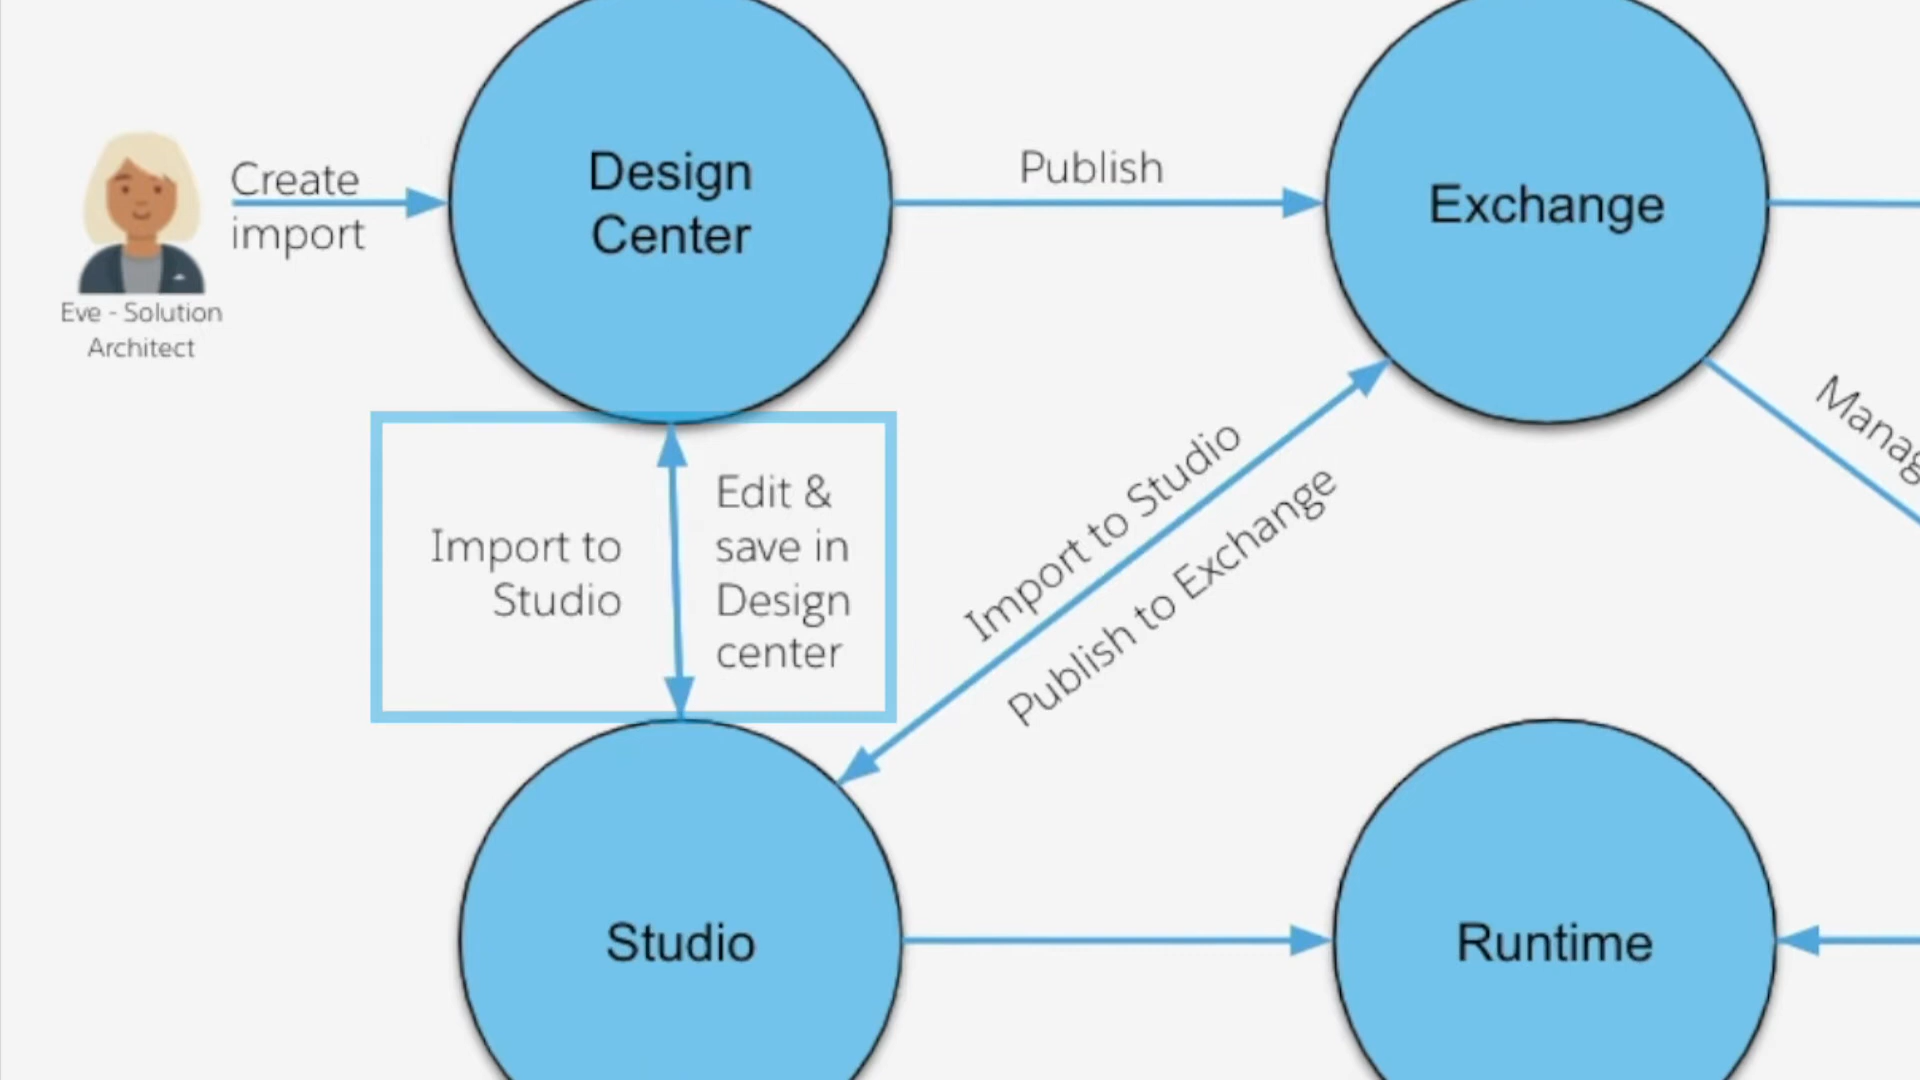 Create
import
Eve - Solution
Architect
Design
Center
Publish
Exchange
Import to
Studio
Edit &
save in
Design
center
Import to Studio
Publish to Exchange
Studio
Runtime